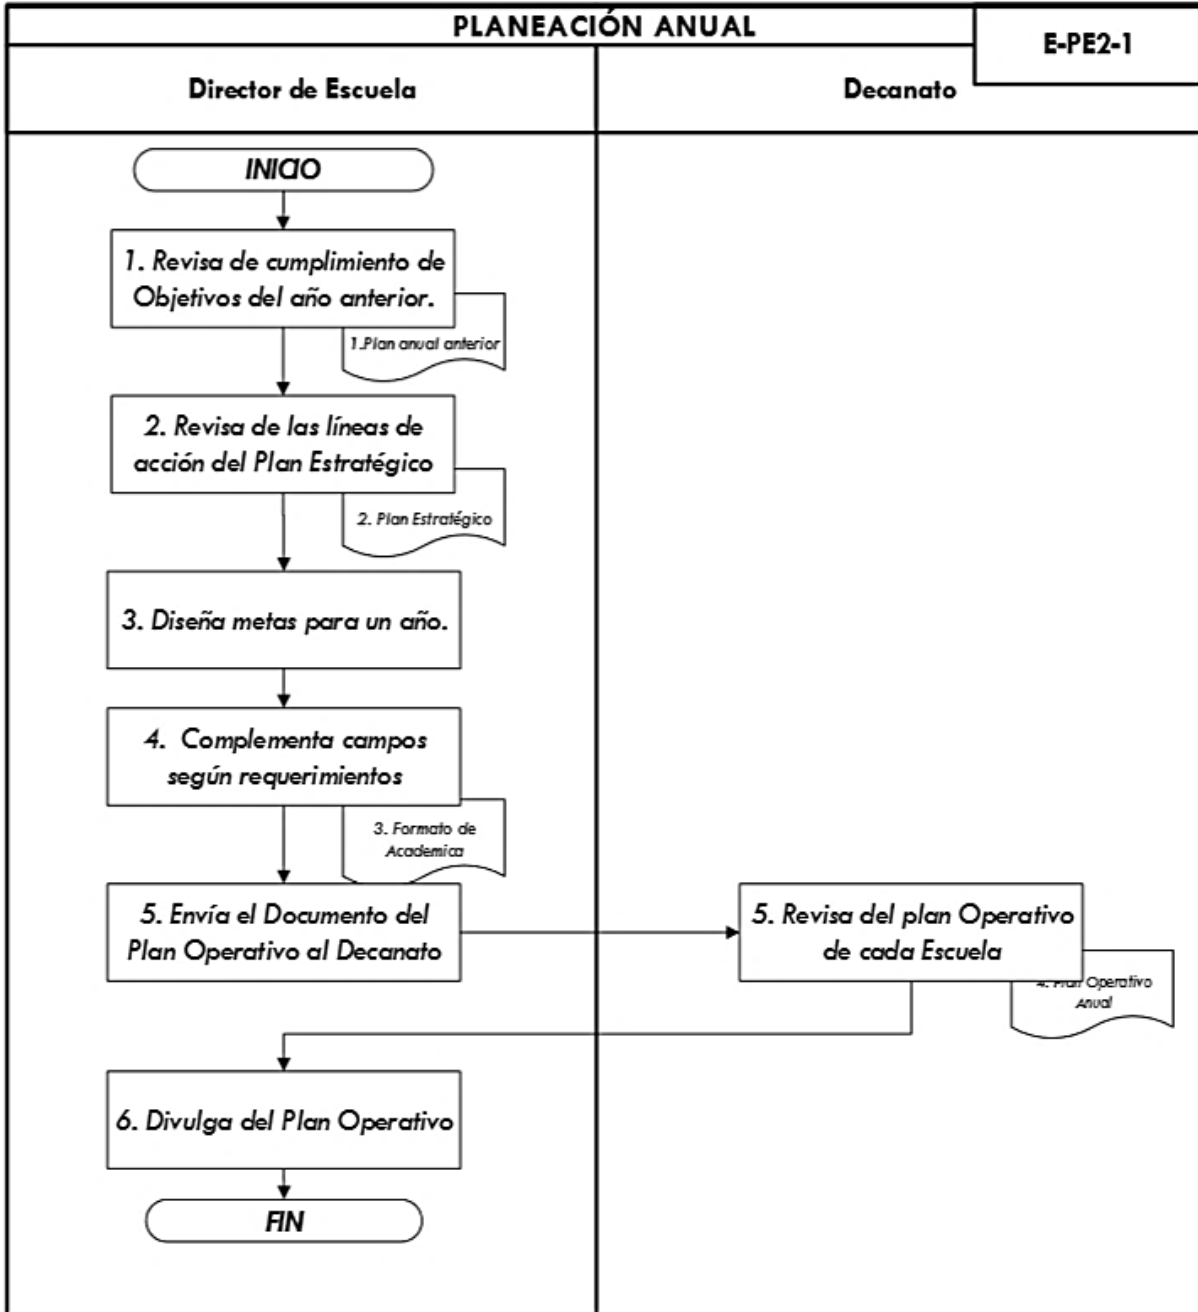 PLANEACIÓN ANUAL
E-PE2-1
Director de Escuela
Decanato
INICIO
1. Revisa de cumplimiento de
Objetivos del año anterior.
1.Plan anual anterior
2. Revisa de las líneas de
acción del Plan Estratégico
2. Plan Estratégico
3. Diseña metas para un año.
4. Complementa campos
según requerimientos
3. Formato de
Academica
5. Envía el Documento del
Plan Operativo al Decanato
5. Revisa del plan Operativo
de cada Escuela
4. Plan Operativo
Anual
6. Divulga del Plan Operativo
FIN